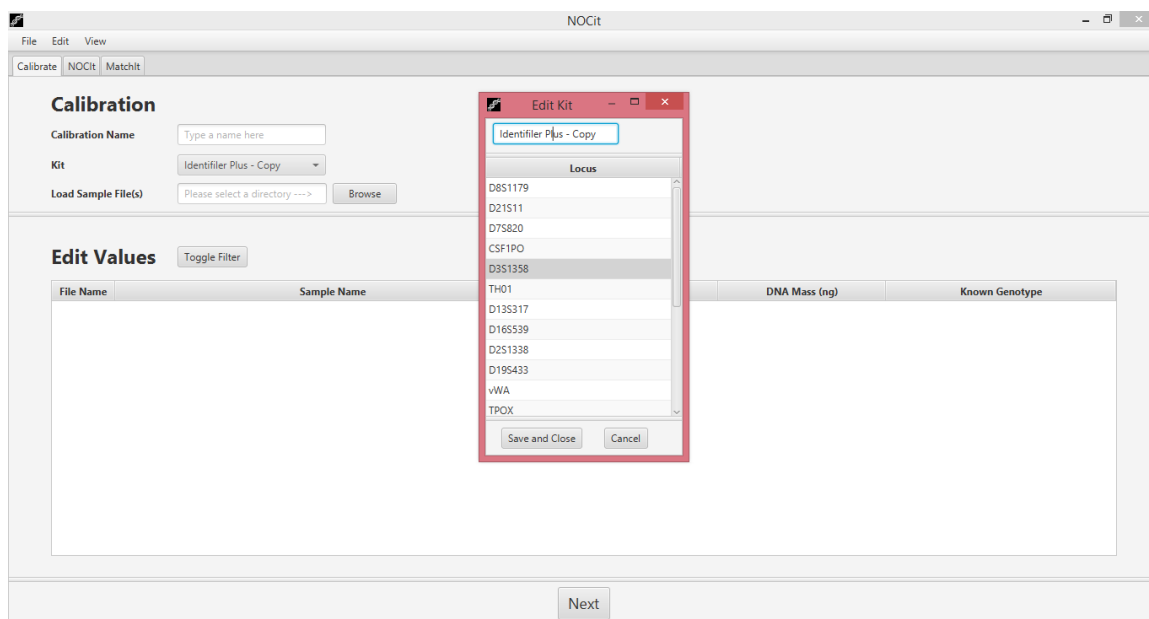 NOCit
File Edit View
Calibrate NOCIt MatchIt
Calibration
Calibration Name Type a name here
Kit Identifiler Plus - Copy
Load Sample File(s) Please select a directory ---> Browse
Edit Values Toggle Filter
File Name Sample Name DNA Mass (ng) Known Genotype
Edit Kit
Identifiler Plus - Copy
Locus
D8S1179
D21S11
D7S820
CSF1PO
D3S1358
TH01
D13S317
D16S539
D2S1338
D19S433
vWA
TPOX
Save and Close Cancel
Next